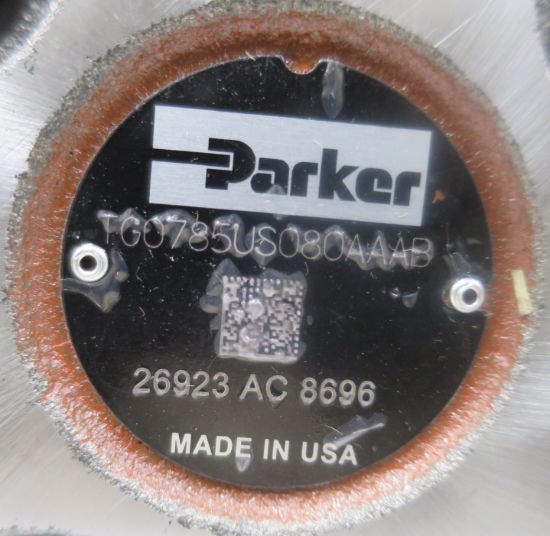 Parker
TG0785US080AAAB
26923 AC 8696
MADE IN USA